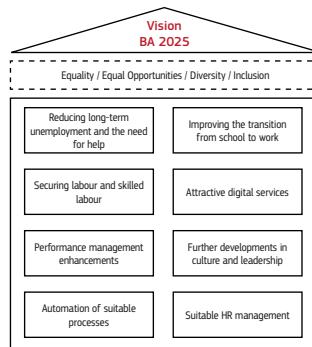 Vision
BA 2025
Equality / Equal Opportunities / Diversity / Inclusion
Reducing long-term
unemployment and the need
for help
Improving the transition
from school to work
Securing labour and skilled
labour
Attractive digital services
Performance management
enhancements
Further developments in
culture and leadership
Automation of suitable
processes
Suitable HR management